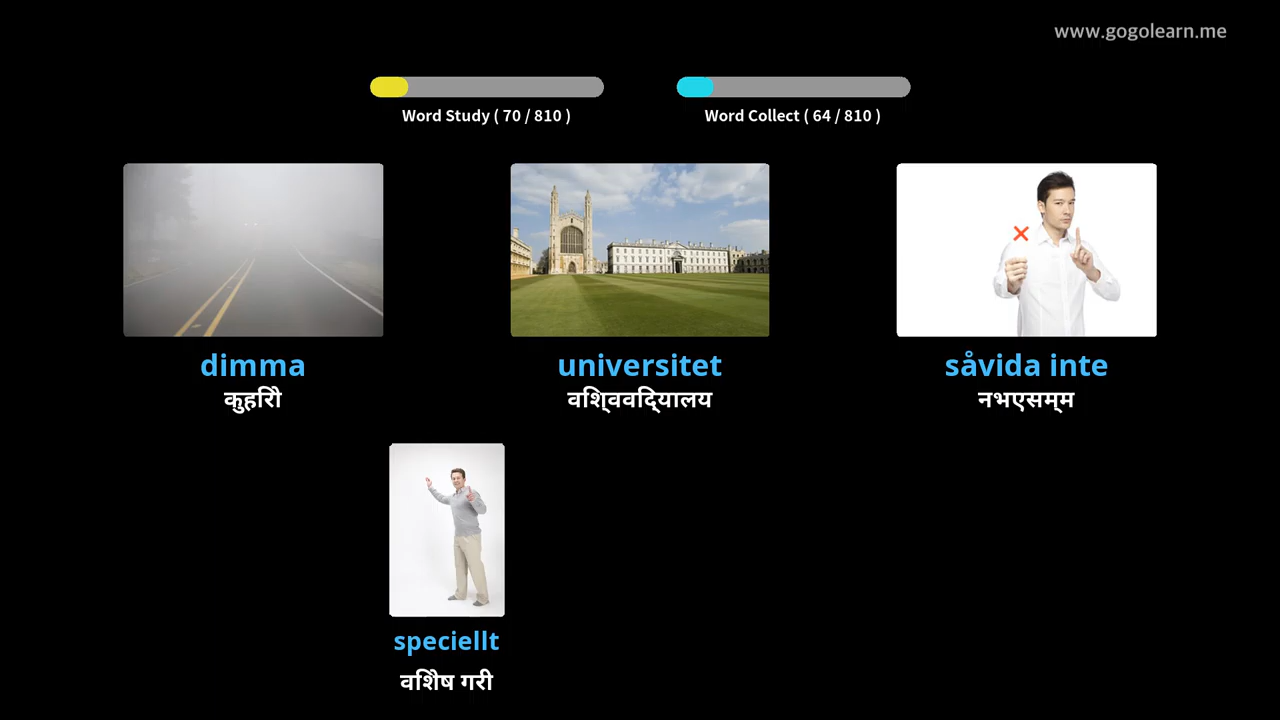 www.gogolearn.me
Word Study ( 70 / 810 )
Word Collect ( 64 / 810 )
dimma
universitet
såvida inte
कुहिरो
विश्वविद्यालय
नभएसम्म
speciellt
विशेष गरी